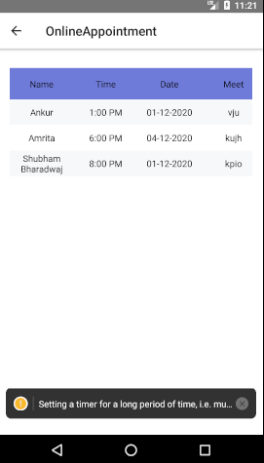 11:21
OnlineAppointment
Name Time Date Meet
Ankur 1:00 PM 01-12-2020 vju
Amrita 6:00 PM 04-12-2020 kujh
Shubham
Bharadwaj 8:00 PM 01-12-2020 kpio
Setting a timer for a long period of time, i.e. mu...